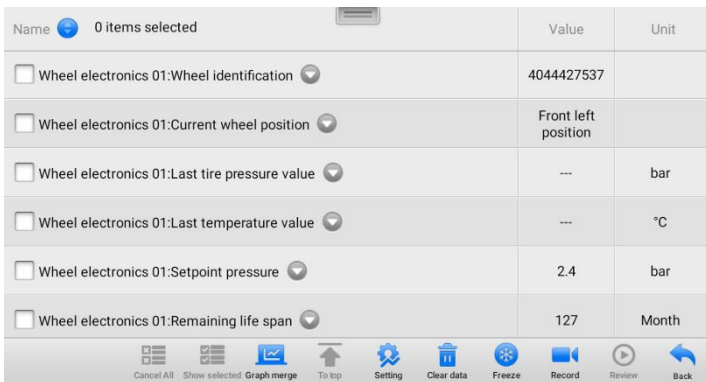 Name 0 items selected Value Unit
Wheel electronics 01:Wheel identification 4044427537
Wheel electronics 01:Current wheel position Front left
position
Wheel electronics 01:Last tire pressure value --- bar
Wheel electronics 01:Last temperature value --- °C
Wheel electronics 01:Setpoint pressure 2.4 bar
Wheel electronics 01:Remaining life span 127 Month
Cancel All Show selected Graph merge To top Setting Clear data Freeze Record Review Back